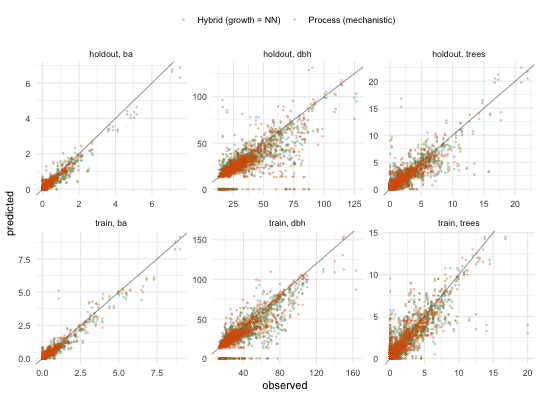 Hybrid (growth = NN) Process (mechanistic)
holdout, ba holdout, dbh holdout, trees
6
4
2
0
2 4 6
0
100
50
0
25 50 75 100 125
20
15
10
5
0
0 5 10 15 20
predicted
train, ba train, dbh train, trees
7.5
5.0
2.5
0.0
0.0 2.5 5.0 7.5
150
100
50
0
40 80 120 160
15
10
5
0
0 5 10 15 20
observed